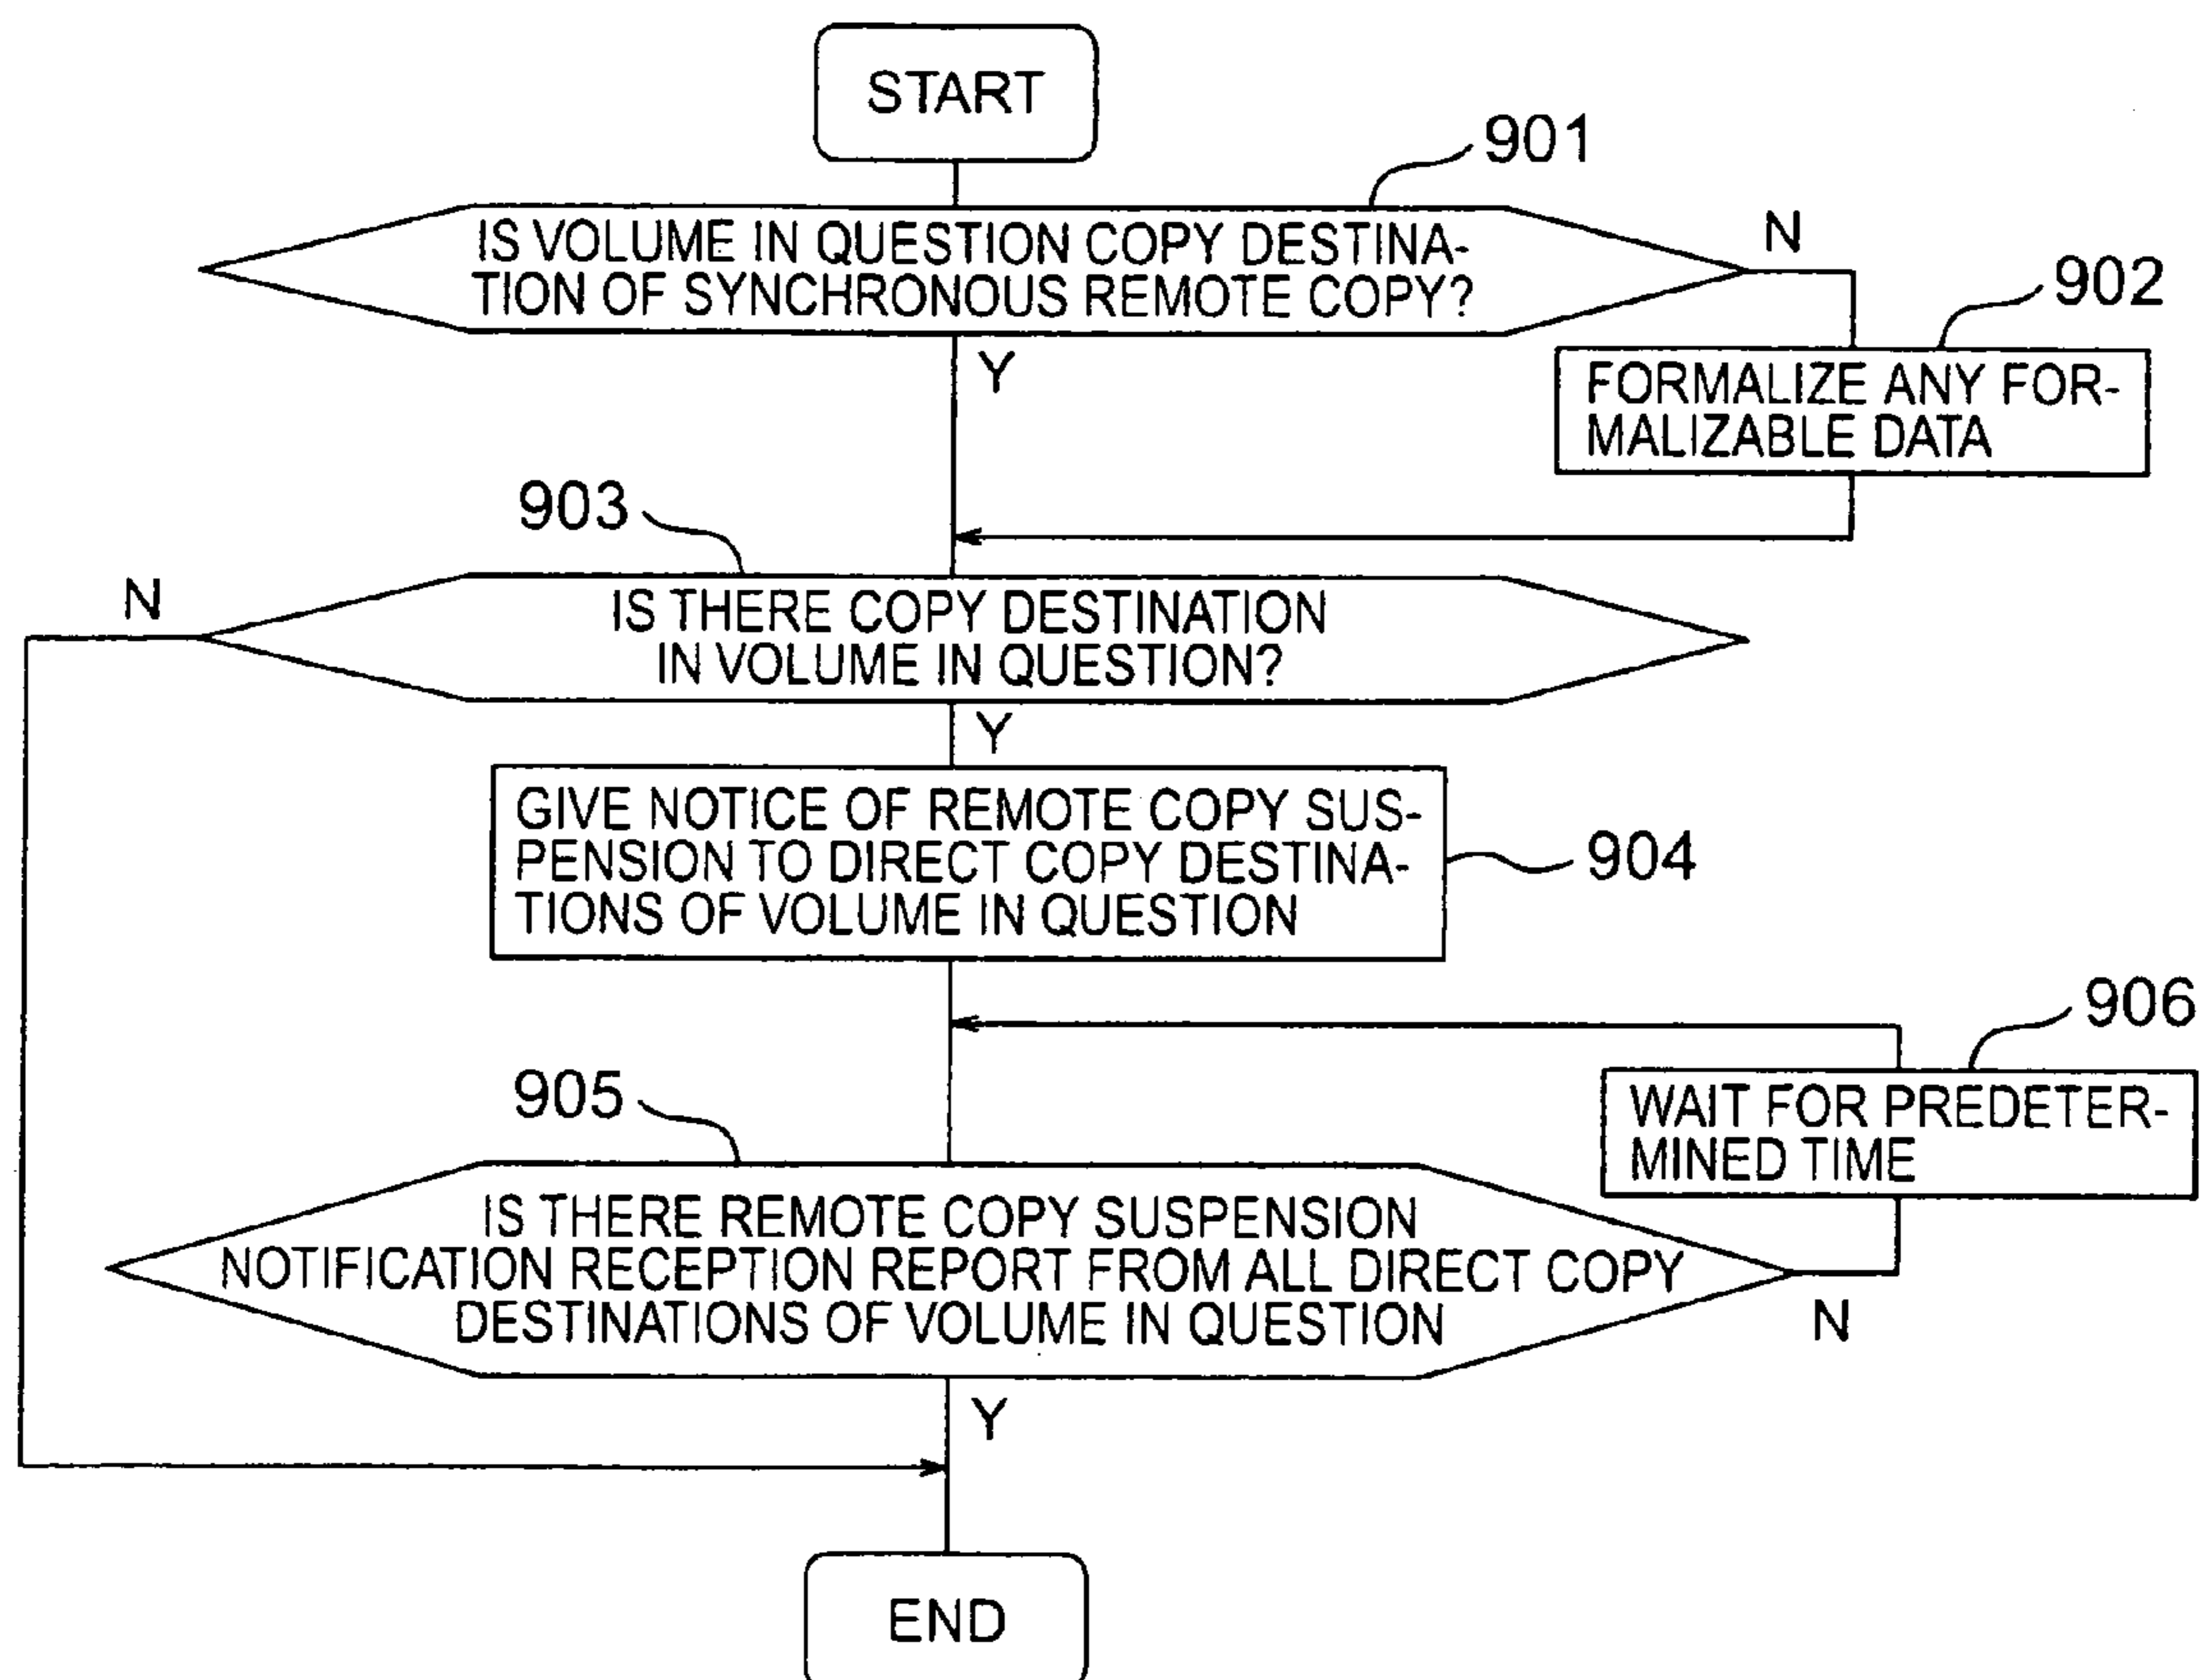 START
901
IS VOLUME IN QUESTION COPY DESTINA-
TION OF SYNCHRONOUS REMOTE COPY?
N
Y
902
FORMALIZE ANY FOR-
MALIZABLE DATA
903
N
IS THERE COPY DESTINATION
IN VOLUME IN QUESTION?
Y
GIVE NOTICE OF REMOTE COPY SUS-
PENSION TO DIRECT COPY DESTINA-
TIONS OF VOLUME IN QUESTION
904
906
WAIT FOR PREDETER-
MINED TIME
905
IS THERE REMOTE COPY SUSPENSION
NOTIFICATION RECEPTION REPORT FROM ALL DIRECT COPY
DESTINATIONS OF VOLUME IN QUESTION
N
Y
END